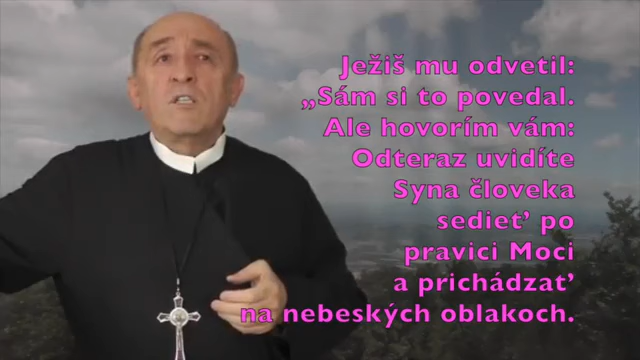 Ježiš mu odvetil:
„Sám si to povedal.
Ale hovorím vám:
Odteraz uvidíte
Syna človeka
sedieť po
pravici Moci
a prichádzať
na nebeských oblakoch.